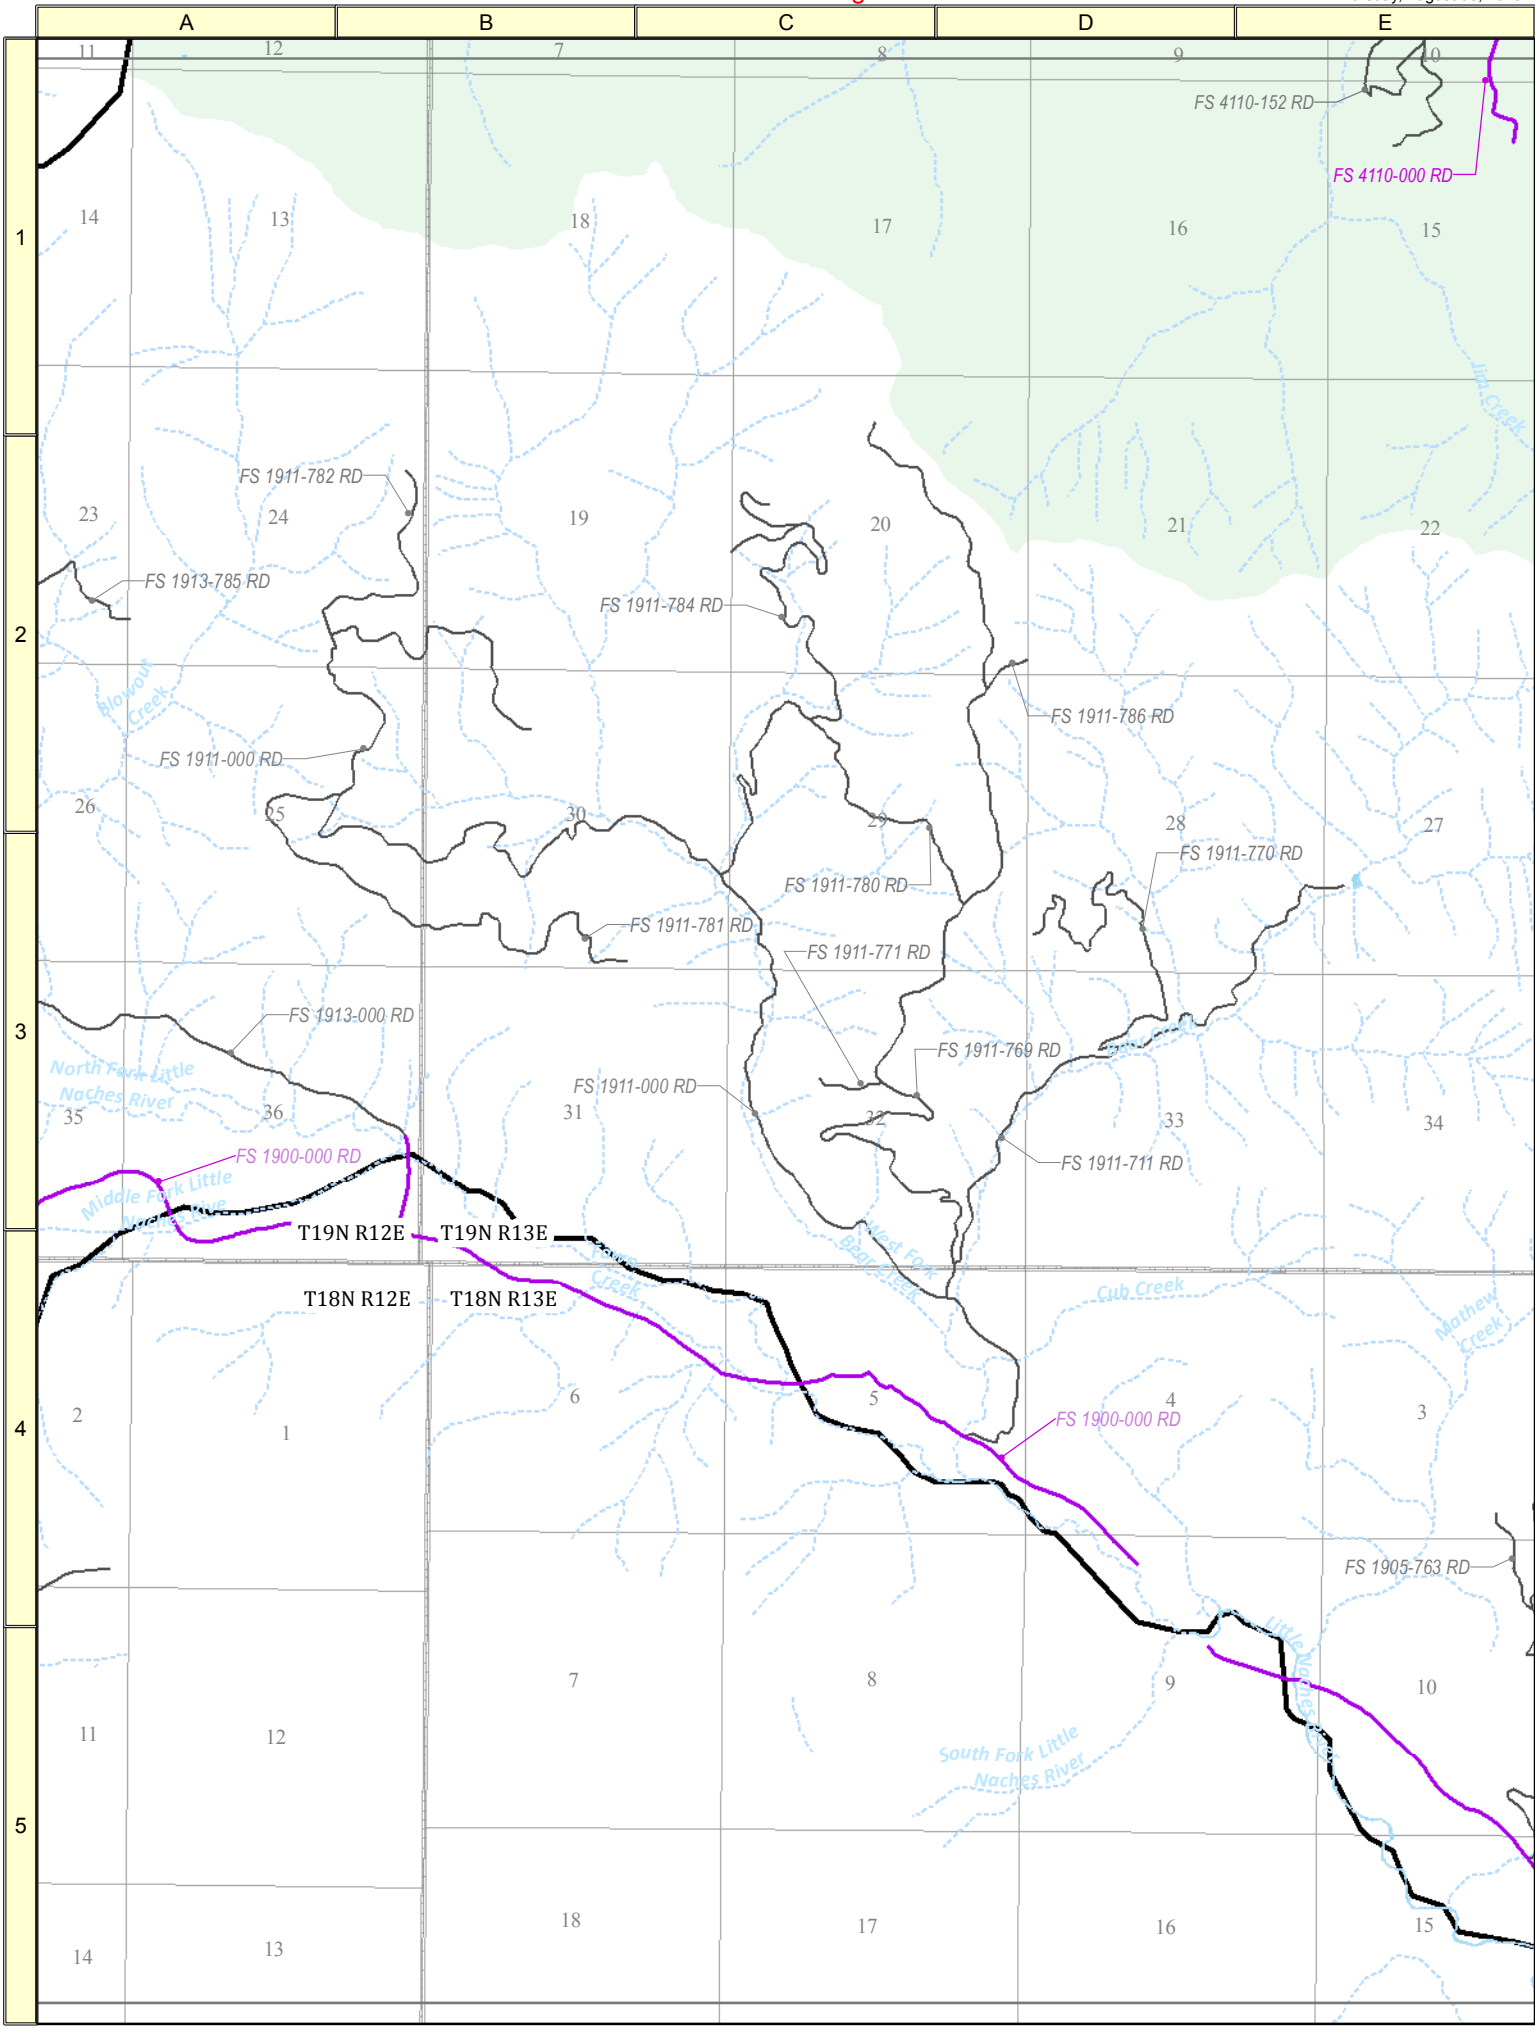 A B C D E
11 12 7 8 9 10
FS 4110-152 RD
FS 4110-000 RD
14 13 18 17 16 15
1
Jim Creek
FS 1911-782 RD
23 24 19 20 21 22
FS 1913-785 RD
FS 1911-784 RD
2
Blowout
Creek
FS 1911-786 RD
FS 1911-000 RD
26 25 30 29 28 27
FS 1911-770 RD
FS 1911-780 RD
FS 1911-781 RD
FS 1911-771 RD
FS 1913-000 RD
3
Bear Creek
FS 1911-769 RD
North Fork Little
Naches River
FS 1911-000 RD
35 36 31 32 33 34
FS 1900-000 RD
FS 1911-711 RD
Middle Fork Little
Naches Rive
T19N R12E T19N R13E
West Fork
Bear Creek
Creek
Cub Creek
T18N R12E T18N R13E
Mathew
Creek
2 1 6 5 4 3
4
FS 1900-000 RD
FS 1905-763 RD
Little Naches River
11 12 7 8 9 10
South Fork Little
Naches River
5
14 13 18 17 16 15